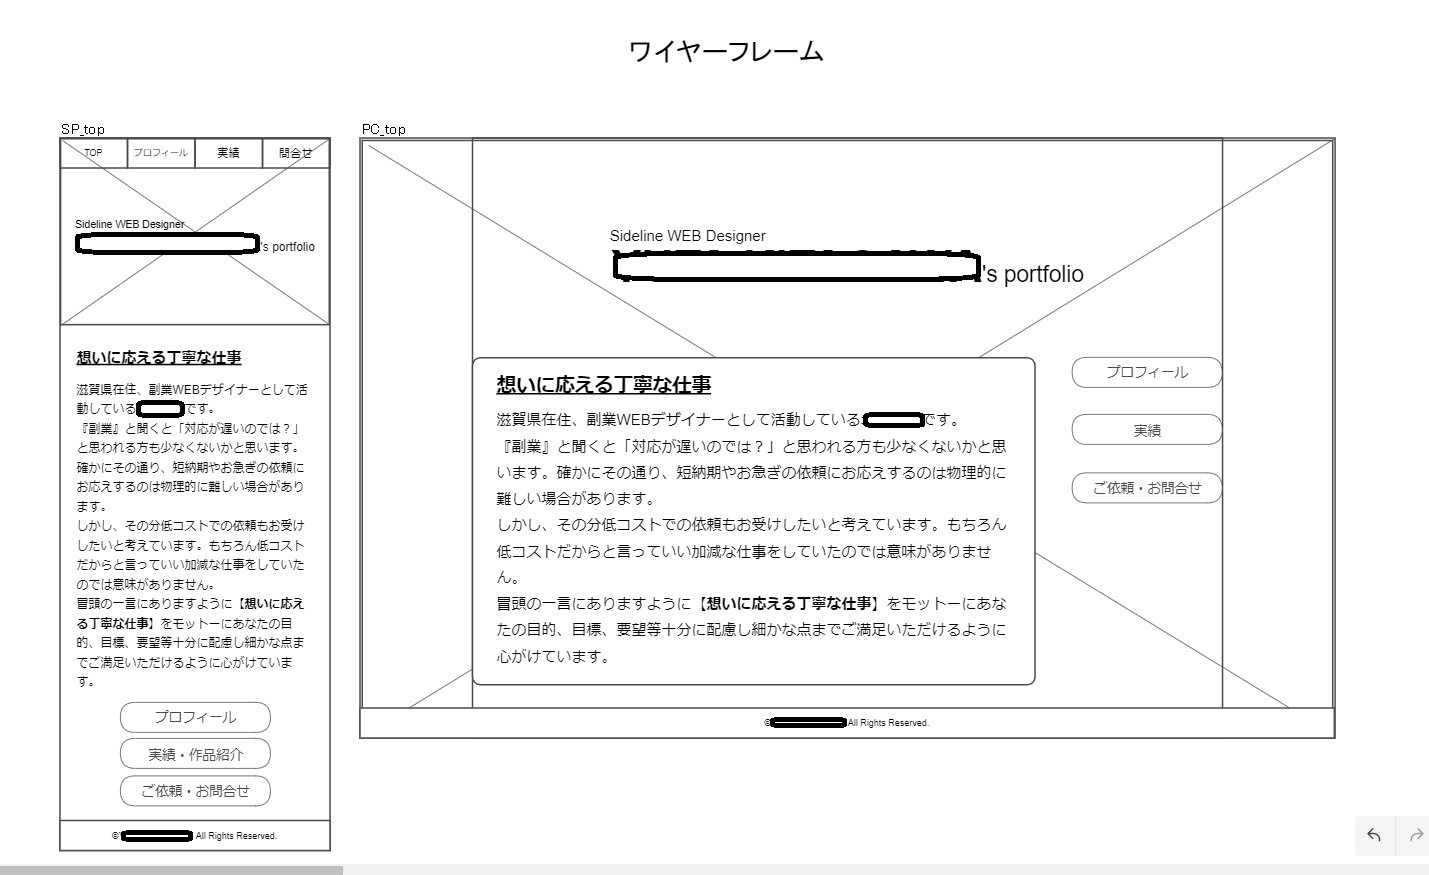 ワイヤーフレーム
SP_top
TOP
プロフィール
実績
問合せ
Sideline WEB Designer
's portfolio
想いに応える丁寧な仕事
滋賀県在住、副業WEBデザイナーとして活
動している
です。
『副業』と聞くと「対応が遅いのでは？」
と思われる方も少なくないかと思います。
確かにその通り、短納期やお急ぎの依頼に
お応えするのは物理的に難しい場合があり
ます。
しかし、その分低コストでの依頼もお受け
したいと考えています。もちろん低コスト
だからと言っていい加減な仕事をしていた
のでは意味がありません。
冒頭の一言にありますように【想いに応え
る丁寧な仕事】をモットーにあなたの目
的、目標、要望等十分に配慮し細かな点ま
でご満足いただけるように心がけていま
す。
プロフィール
実績・作品紹介
ご依頼・お問合せ
©
All Rights Reserved.
PC_top
Sideline WEB Designer
's portfolio
想いに応える丁寧な仕事
滋賀県在住、副業WEBデザイナーとして活動している
です。
『副業』と聞くと「対応が遅いのでは？」と思われる方も少なくないかと思
います。確かにその通り、短納期やお急ぎの依頼にお応えするのは物理的に
難しい場合があります。
しかし、その分低コストでの依頼もお受けしたいと考えています。もちろん
低コストだからと言っていい加減な仕事をしていたのでは意味がありませ
ん。
冒頭の一言にありますように【想いに応える丁寧な仕事】をモットーにあな
たの目的、目標、要望等十分に配慮し細かな点までご満足いただけるように
心がけています。
プロフィール
実績
ご依頼・お問合せ
©
All Rights Reserved.